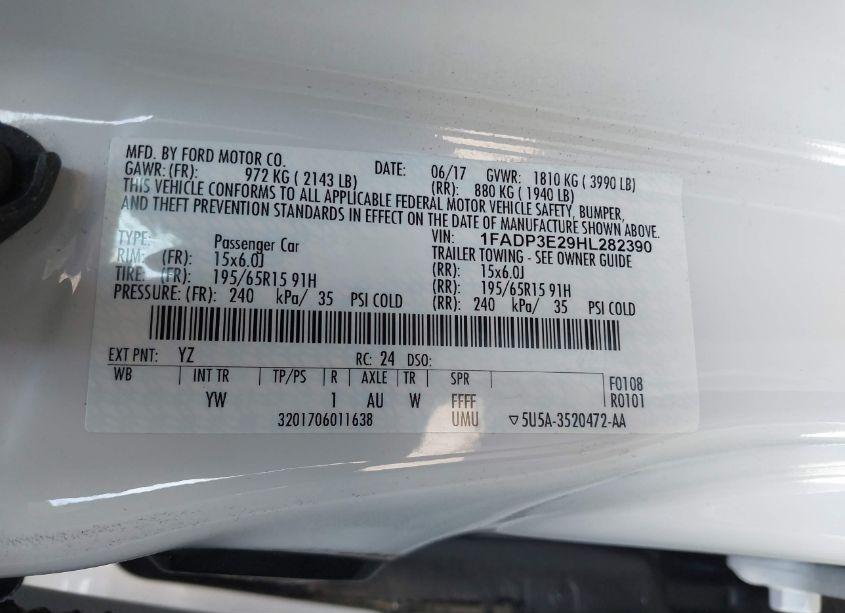 MFD. BY FORD MOTOR CO. DATE: 06/17 GVWR: 1810 KG ( 3990 LB)
GAWR: (FR): 972 KG ( 2143 LB) (RR): 880 KG ( 1940 LB)
THIS VEHICLE CONFORMS TO ALL APPLICABLE FEDERAL MOTOR VEHICLE SAFETY, BUMPER,
AND THEFT PREVENTION STANDARDS IN EFFECT ON THE DATE OF MANUFACTURE SHOWN ABOVE.
VIN: 1FADP3E29HL282390
TYPE: Passenger Car TRAILER TOWING - SEE OWNER GUIDE
RIM: (FR): 15x6.0J (RR): 15x6.0J
TIRE: (FR): 195/65R15 91H (RR): 195/65R15 91H
PRESSURE: (FR): 240 kPa/ 35 PSI COLD (RR): 240 kPa/ 35 PSI COLD
EXT PNT: YZ RC: 24 DSO:
WB INT TR TP/PS R AXLE TR SPR F0108
YW 1 AU W FFFF R0101
3201706011638 UMU ▽5U5A-3520472-AA